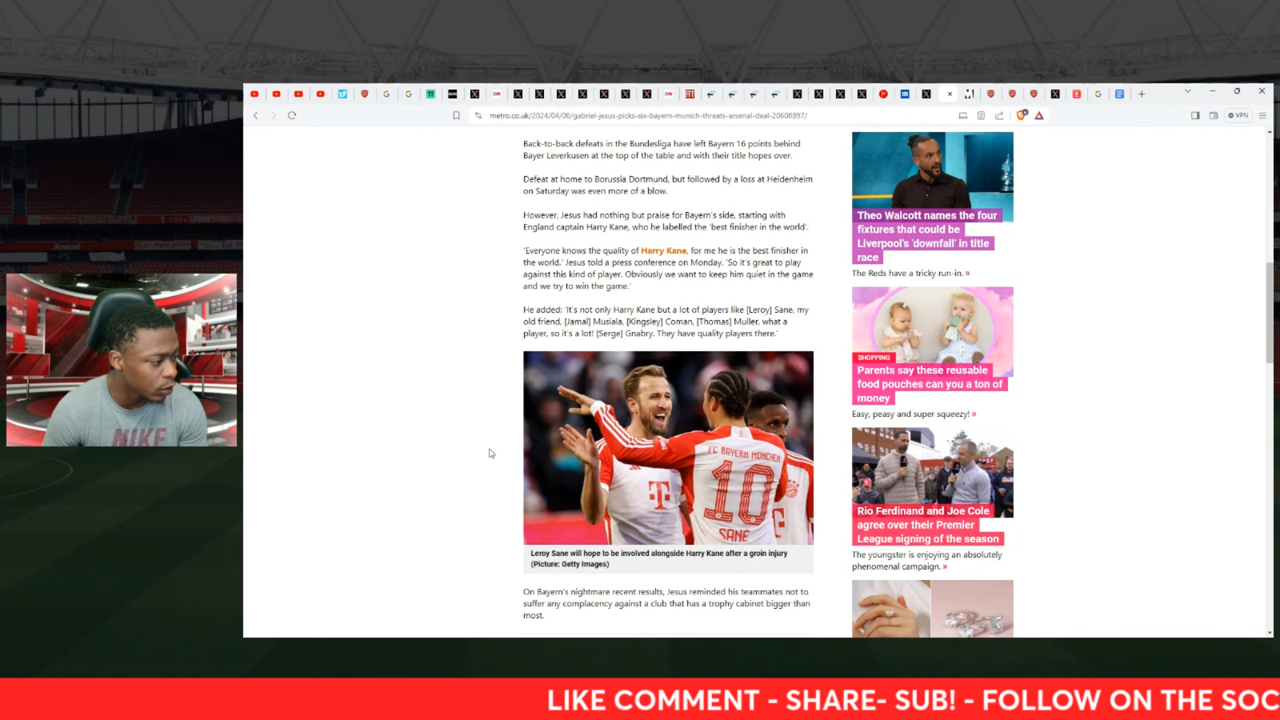 metro.co.uk/2024/04/08/gabriel-jesus-picks-six-bayern-munich-threats-arsenal-deal-20608897/
VPN
Back-to-back defeats in the Bundesliga have left Bayern 16 points behind
Bayer Leverkusen at the top of the table and with their title hopes over.
Defeat at home to Borussia Dortmund, but followed by a loss at Heidenheim
on Saturday was even more of a blow.
However, Jesus had nothing but praise for Bayern's side, starting with
England captain Harry Kane, who he labelled the 'best finisher in the world'.
'Everyone knows the quality of Harry Kane, for me he is the best finisher in
the world,' Jesus told a press conference on Monday. 'So it's great to play
against this kind of player. Obviously we want to keep him quiet in the game
and we try to win the game.'
He added: 'It's not only Harry Kane but a lot of players like [Leroy] Sane, my
old friend, [Jamal] Musiala, [Kingsley] Coman, [Thomas] Muller, what a
player, so it's a lot! [Serge] Gnabry. They have quality players there.'
FC BAYERN MÜNCHEN
10
SANE
T
Leroy Sane will hope to be involved alongside Harry Kane after a groin injury
(Picture: Getty Images)
On Bayern's nightmare recent results, Jesus reminded his teammates not to
suffer any complacency against a club that has a trophy cabinet bigger than
most.
Theo Walcott names the four
fixtures that could be
Liverpool's 'downfall' in title
race
The Reds have a tricky run-in. »
SHOPPING
Parents say these reusable
food pouches can you a ton of
money
Easy, peasy and super squeezy! »
Rio Ferdinand and Joe Cole
agree over their Premier
League signing of the season
The youngster is enjoying an absolutely
phenomenal campaign. »
NIKE
LIKE COMMENT - SHARE- SUB! - FOLLOW ON THE SOC